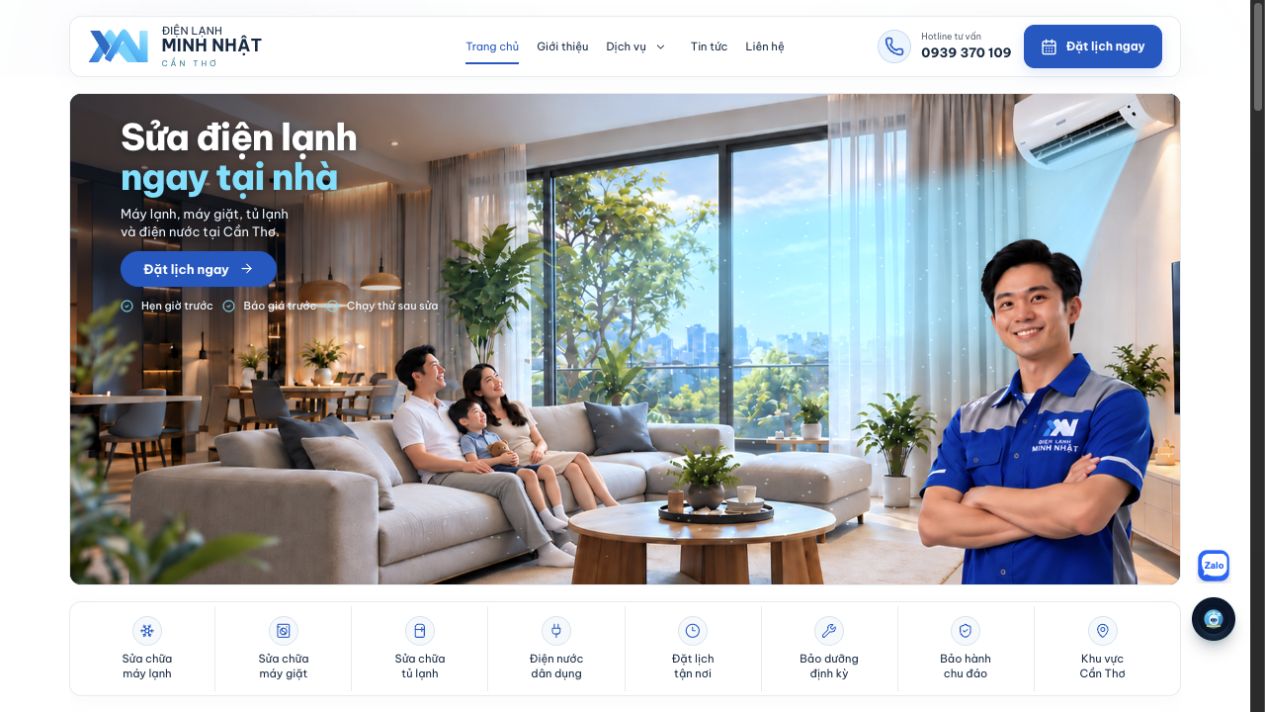 ĐIỆN LẠNH
MINH NHẬT
CẦN THƠ
Trang chủ
Giới thiệu
Dịch vụ
Tin tức
Liên hệ
Hotline tư vấn
0939 370 109
Đặt lịch ngay
Sửa điện lạnh
ngay tại nhà
Máy lạnh, máy giặt, tủ lạnh
và điện nước tại Cần Thơ.
Đặt lịch ngay
Hẹn giờ trước
Báo giá trước
Chạy thử sau sửa
ĐIỆN LẠNH
MINH NHẬT
Zalo
Sửa chữa
máy lạnh
Sửa chữa
máy giặt
Sửa chữa
tủ lạnh
Điện nước
dân dụng
Đặt lịch
tận nơi
Bảo dưỡng
định kỳ
Bảo hành
chu đáo
Khu vực
Cần Thơ